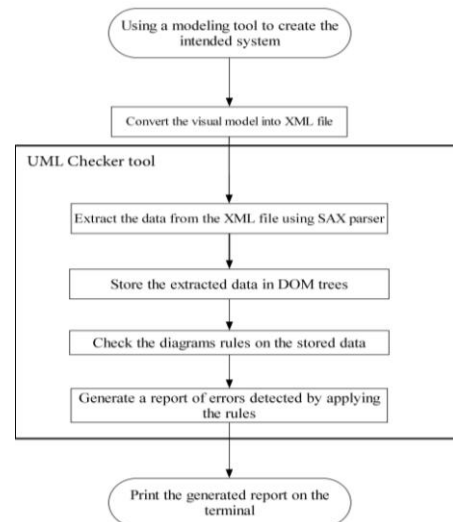 Using a modeling tool to create the
intended system
Convert the visual model into XML file
UML Checker tool
Extract the data from the XML file using SAX parser
Store the extracted data in DOM trees
Check the diagrams rules on the stored data
Generate a report of errors detected by applying
the rules
Print the generated report on the
terminal